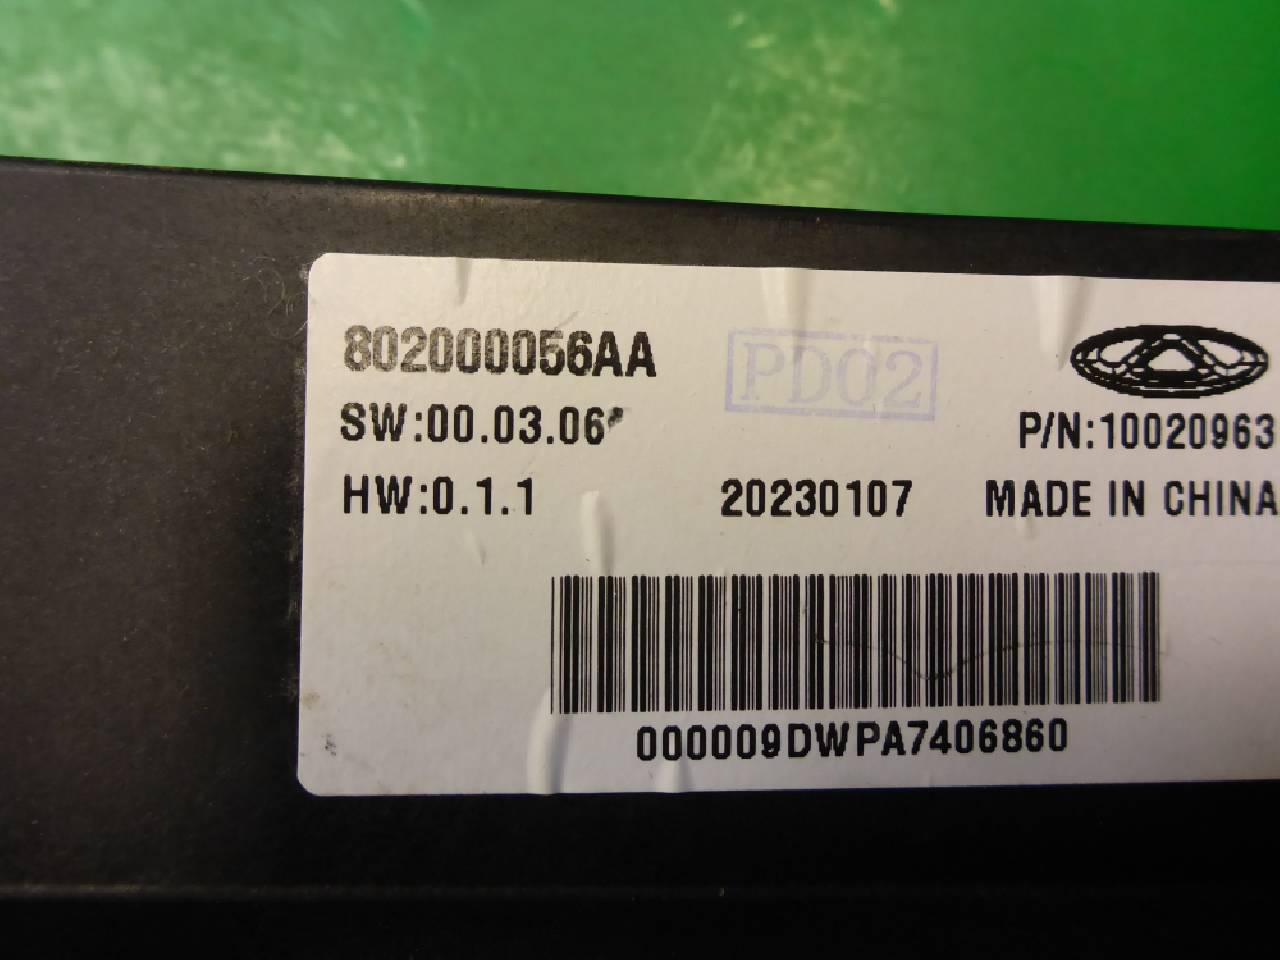 802000056AA
PD02
SW:00.03.06
P/N:10020963
HW:0.1.1
20230107
MADE IN CHINA
000009DWPA7406860